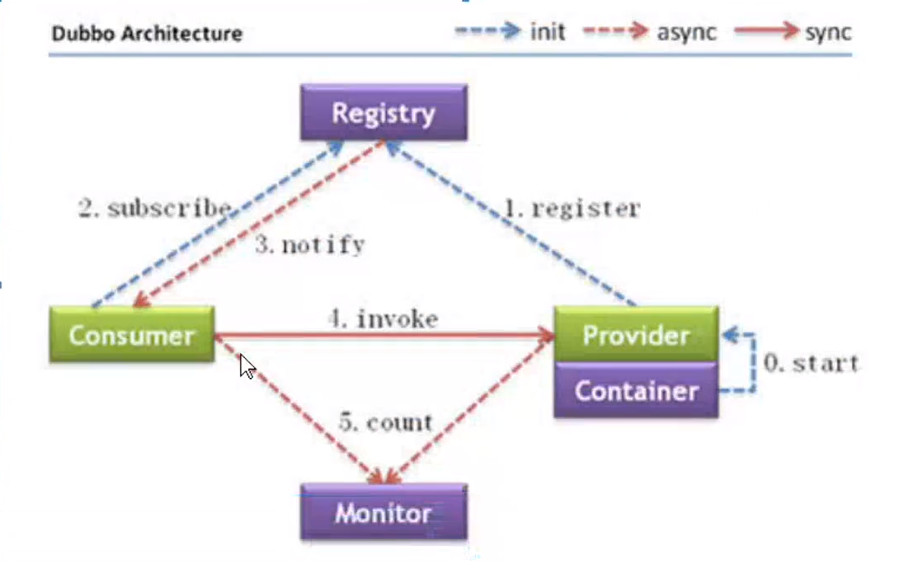 Dubbo Architecture
init
async
sync
Registry
2. subscribe
1. register
3. notify
Consumer
4. invoke
Provider
0. start
Container
5. count
Monitor